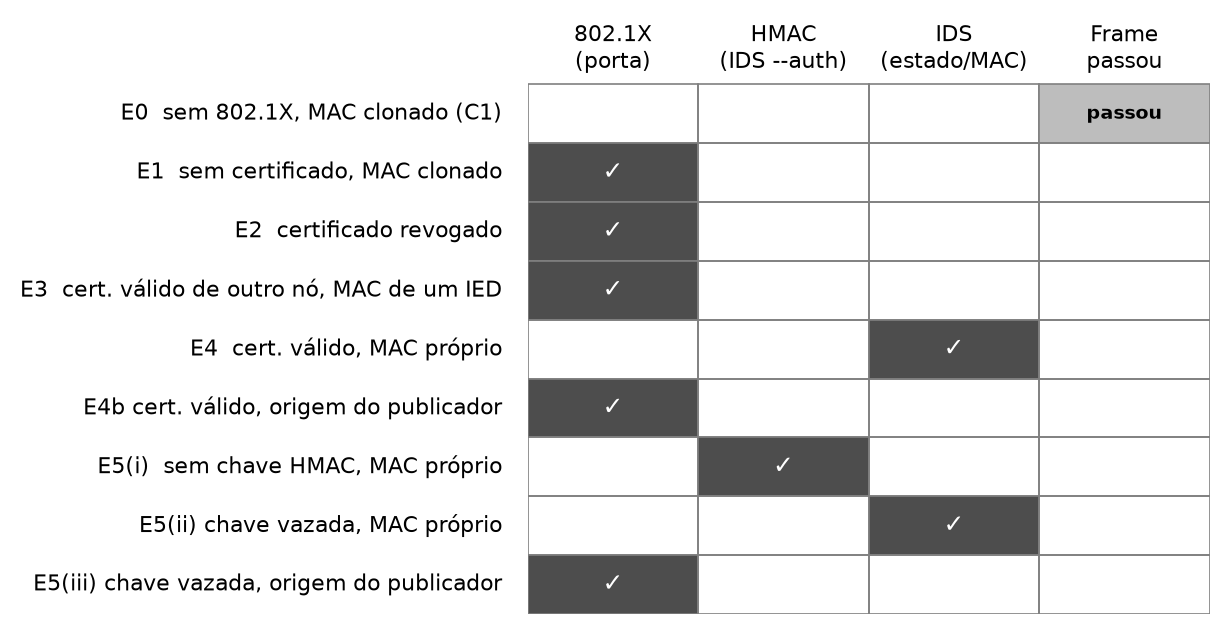 802.1X
(porta)
HMAC
(IDS --auth)
IDS
(estado/MAC)
Frame
passou
E0  sem 802.1X, MAC clonado (C1)
passou
E1  sem certificado, MAC clonado
✓
E2  certificado revogado
✓
E3  cert. válido de outro nó, MAC de um IED
✓
E4  cert. válido, MAC próprio
✓
E4b cert. válido, origem do publicador
✓
E5(i)  sem chave HMAC, MAC próprio
✓
E5(ii) chave vazada, MAC próprio
✓
E5(iii) chave vazada, origem do publicador
✓